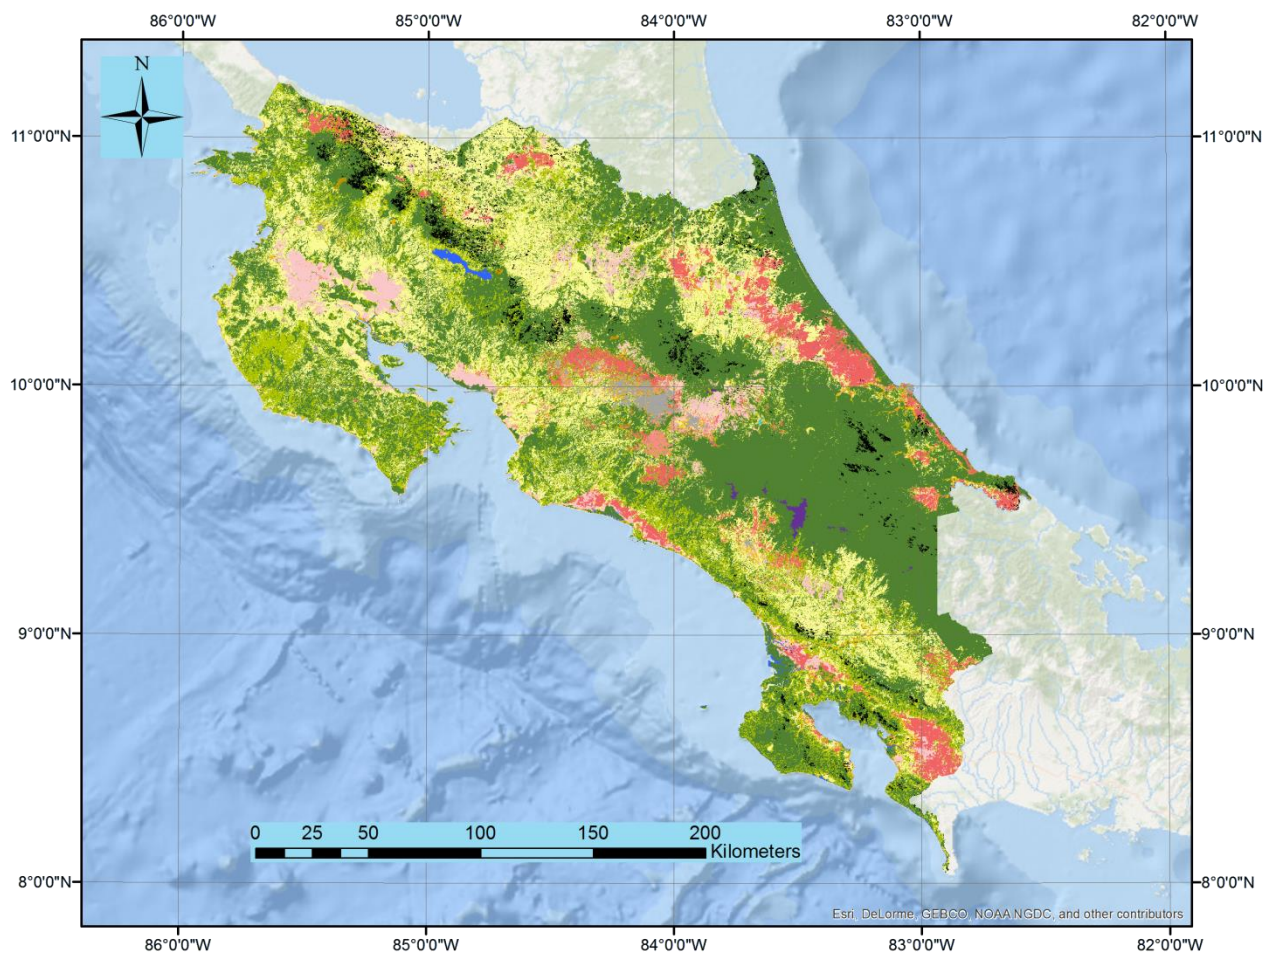 86°0'0"W 85°0'0"W 84°0'0"W 83°0'0"W 82°0'0"W
N
11°0'0"N 11°0'0"N
10°0'0"N 10°0'0"N
9°0'0"N 9°0'0"N
0 25 50 100 150 200
Kilometers
8°0'0"N 8°0'0"N
Esri, DeLorme, GEBCO, NOAA NGDC, and other contributors
86°0'0"W 85°0'0"W 84°0'0"W 83°0'0"W 82°0'0"W